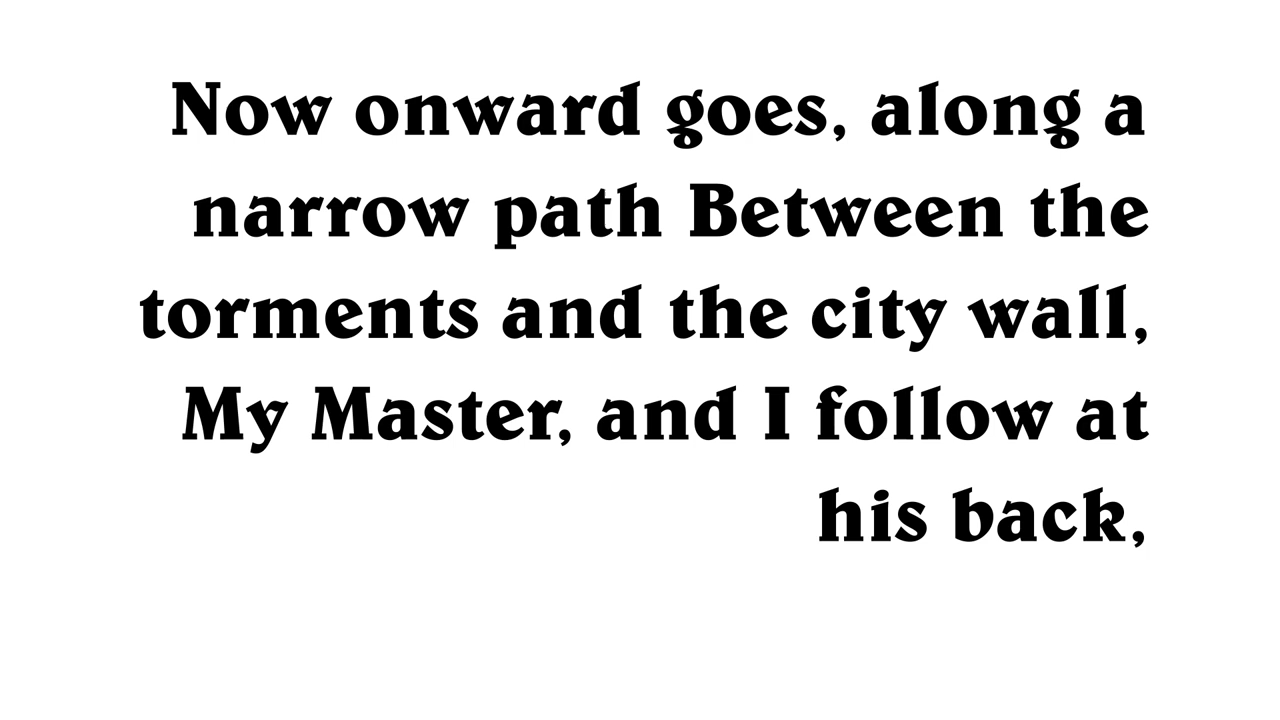 Now onward goes, along a
narrow path Between the
torments and the city wall,
My Master, and I follow at
his back,